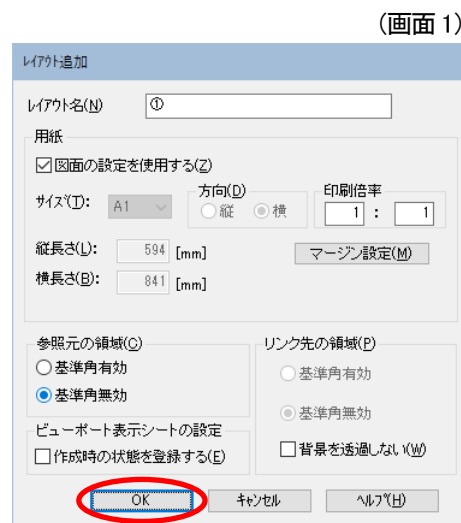 (画面1)
レイアウト追加
レイアウト名(N) ①
用紙
☑図面の設定を使用する(Z)
サイズ(T): A1 方向(D) 縦 横 印刷倍率 1 : 1
縦長さ(L): 594 [mm] マージン設定(M)
横長さ(B): 841 [mm]
参照元の領域(C) リンク先の領域(P)
基準角有効 基準角有効
基準角無効 基準角無効
ビューポート表示シートの設定
作成時の状態を登録する(E) 背景を透過しない(W)
OK キャンセル ヘルプ(H)